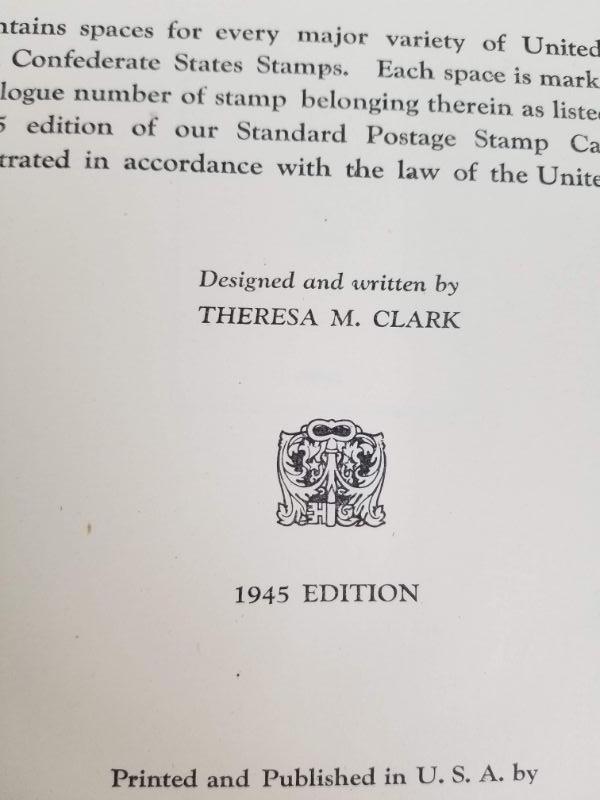 ntains spaces for every major variety of United
Confederate States Stamps. Each space is mark
logue number of stamp belonging therein as liste
5 edition of our Standard Postage Stamp Ca
trated in accordance with the law of the Unite
Designed and written by
THERESA M. CLARK
H G
1945 EDITION
Printed and Published in U. S. A. by